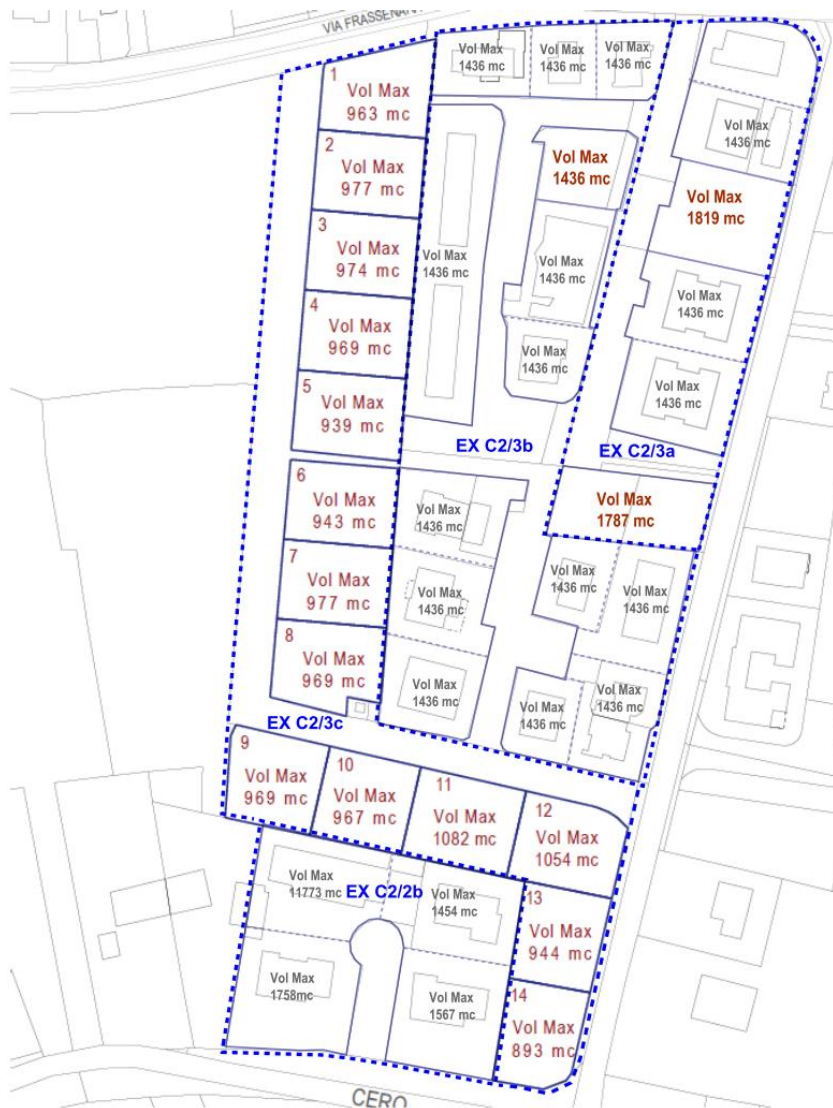 VIA FRASSENA
Vol Max
1436 mc
Vol Max
1436 mc
Vol Max
1436 mc
1
Vol Max
963 mc
2
Vol Max
977 mc
3
Vol Max
974 mc
4
Vol Max
969 mc
5
Vol Max
939 mc
Vol Max
1436 mc
Vol Max
1436 mc
Vol Max
1436 mc
Vol Max
1436 mc
Vol Max
1436 mc
Vol Max
1819 mc
Vol Max
1436 mc
Vol Max
1436 mc
EX C2/3b
EX C2/3a
6
Vol Max
943 mc
7
Vol Max
977 mc
8
Vol Max
969 mc
Vol Max
1436 mc
Vol Max
1436 mc
Vol Max
1436 mc
Vol Max
1787 mc
Vol Max
1436 mc
Vol Max
1436 mc
Vol Max
1436 mc
Vol Max
1436 mc
EX C2/3c
9
Vol Max
969 mc
10
Vol Max
967 mc
11
Vol Max
1082 mc
12
Vol Max
1054 mc
Vol Max
11773 mc
EX C2/2b
Vol Max
1454 mc
13
Vol Max
944 mc
Vol Max
1758mc
Vol Max
1567 mc
14
Vol Max
893 mc
CERO